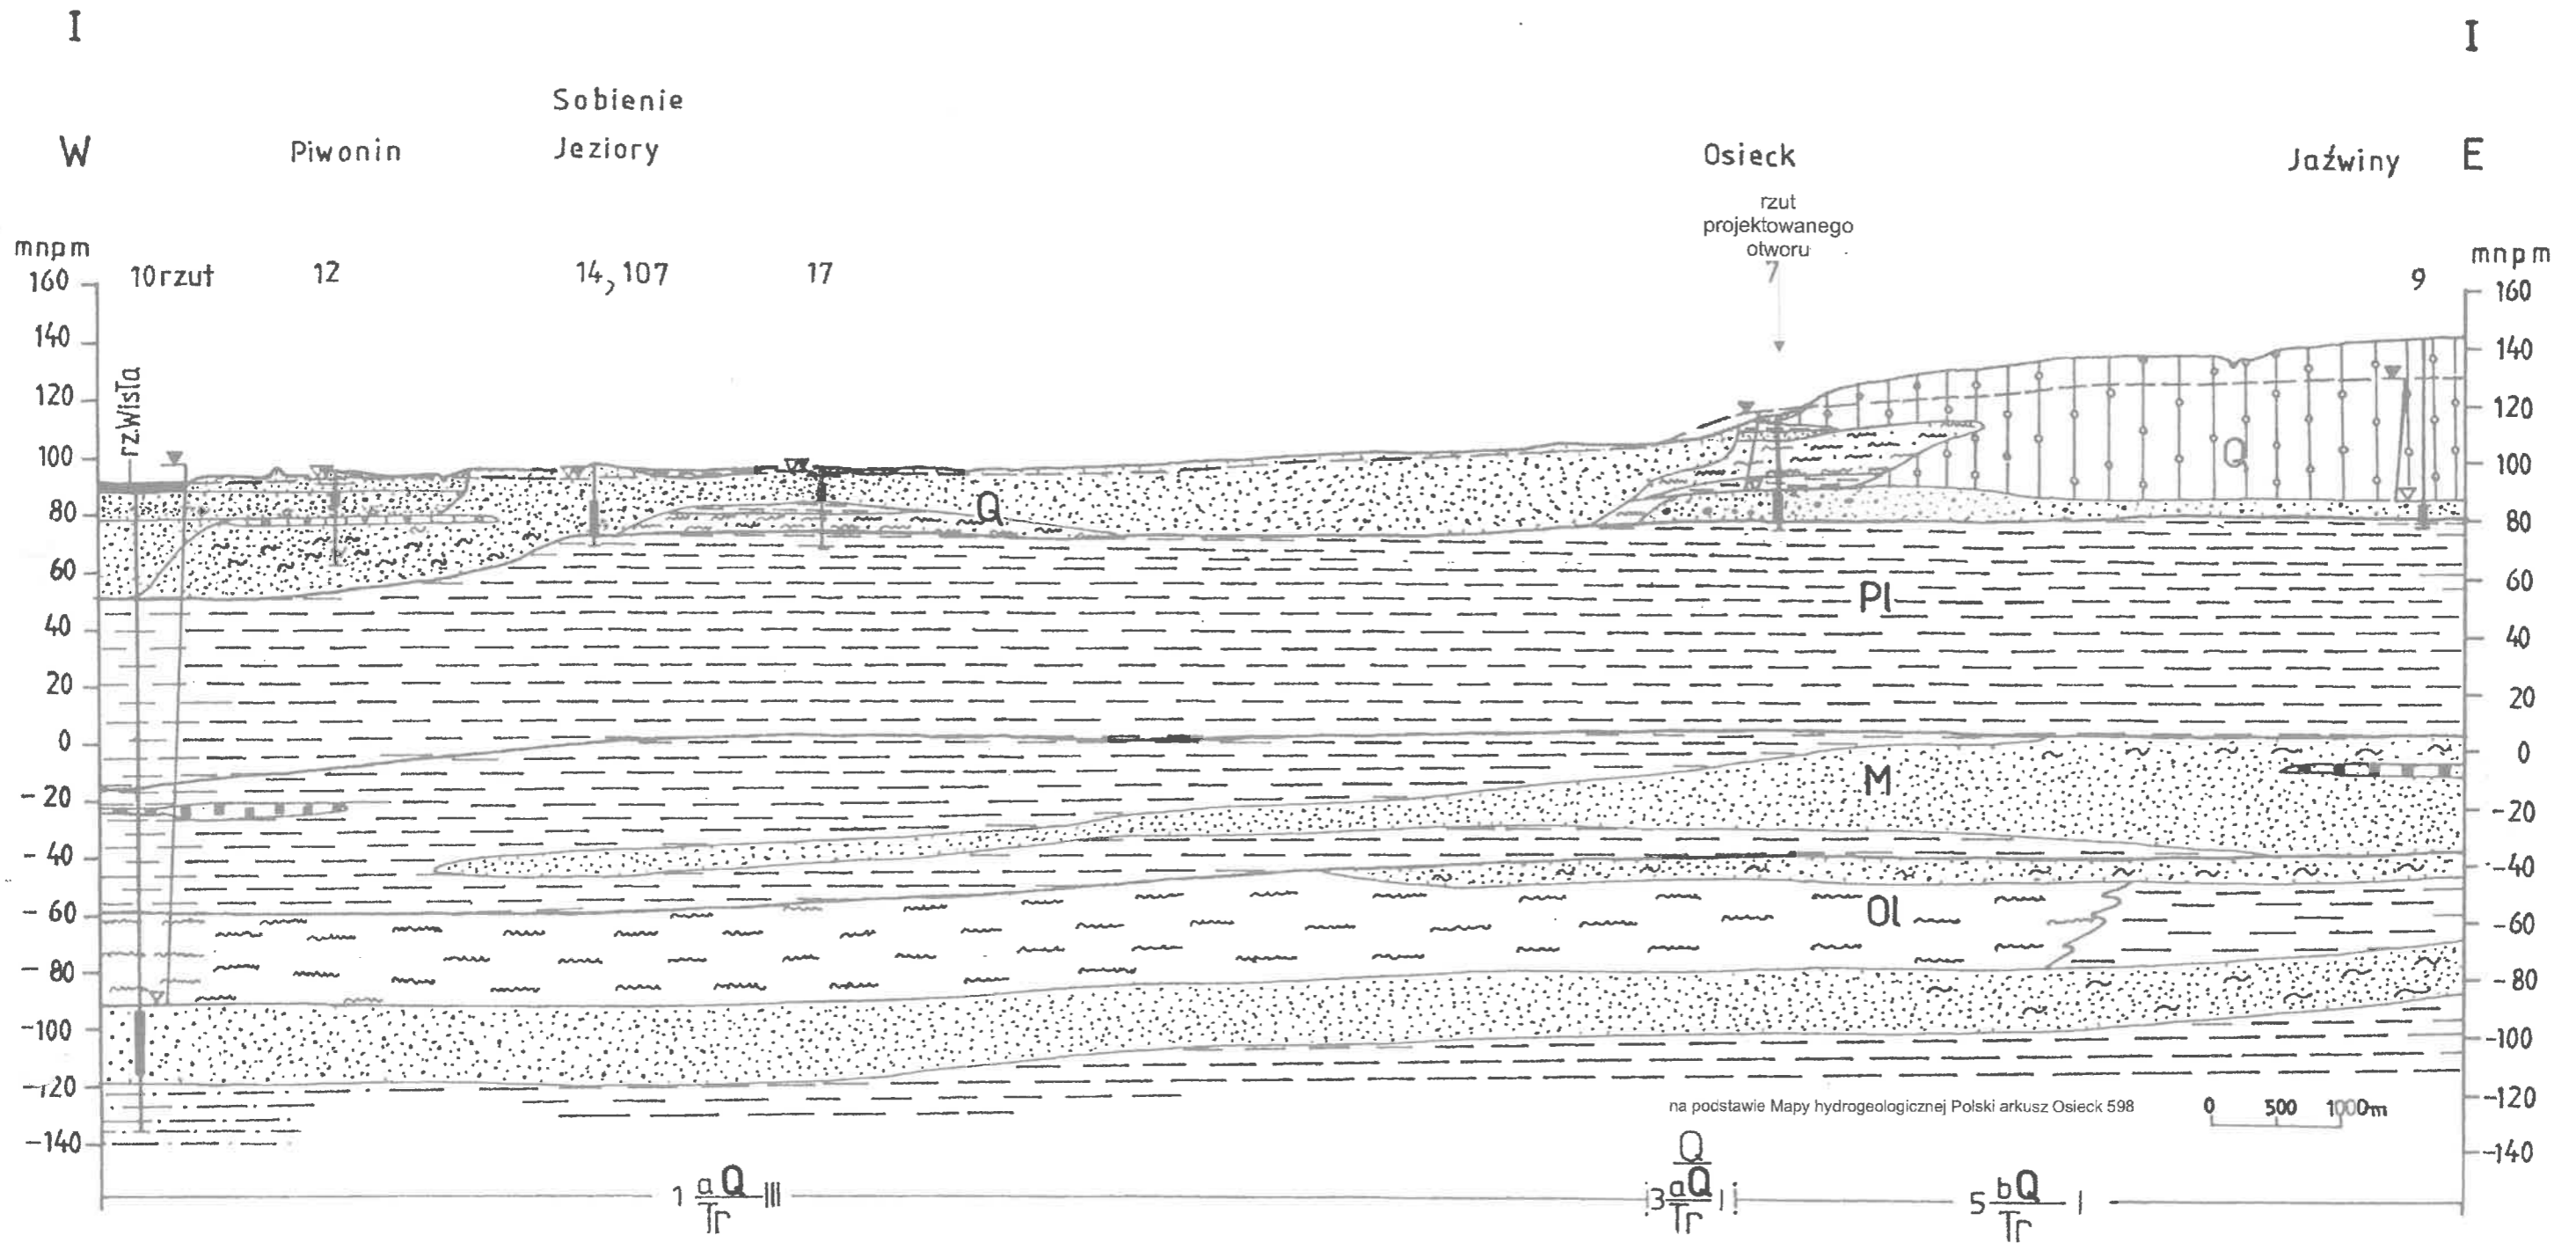 I I
Sobienie
W Piwonin Jeziory Osieck Jaźwiny E
rzut
projektowanego
otworu
mnpm mnpm
10 rzut 12 14, 107 17 7 9
160 160
140 140
120 120
rz.Wisła
100 100
80 80
60 60
40 40
20 20
0 0
-20 -20
-40 -40
-60 -60
-80 -80
-100 -100
-120 -120
-140 -140
Q Q
Pl
M
Ol
na podstawie Mapy hydrogeologicznej Polski arkusz Osieck 598
0 500 1000m
1 aQ/Tr III
Q
3 aQ/Tr I
5 bQ/Tr I